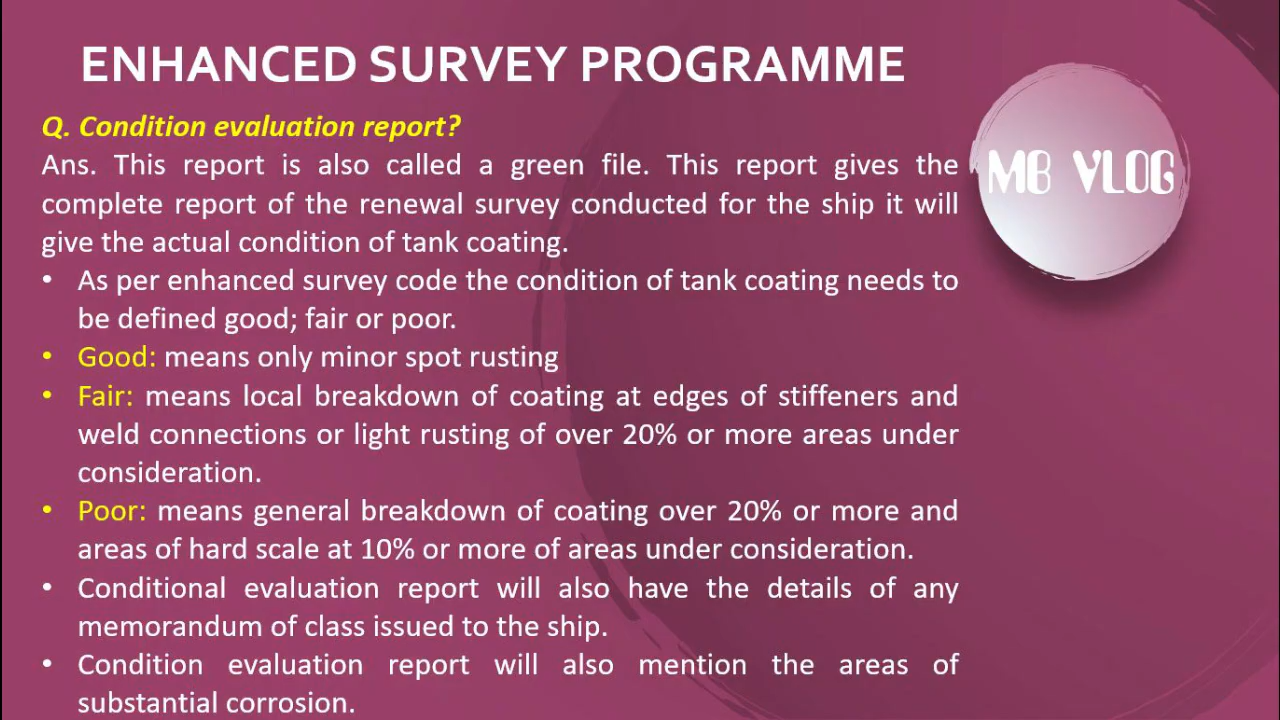 ENHANCED SURVEY PROGRAMME
MB VLOG
Q. Condition evaluation report?
Ans. This report is also called a green file. This report gives the
complete report of the renewal survey conducted for the ship it will
give the actual condition of tank coating.
• As per enhanced survey code the condition of tank coating needs to
be defined good; fair or poor.
• Good: means only minor spot rusting
• Fair: means local breakdown of coating at edges of stiffeners and
weld connections or light rusting of over 20% or more areas under
consideration.
• Poor: means general breakdown of coating over 20% or more and
areas of hard scale at 10% or more of areas under consideration.
• Conditional evaluation report will also have the details of any
memorandum of class issued to the ship.
• Condition evaluation report will also mention the areas of
substantial corrosion.